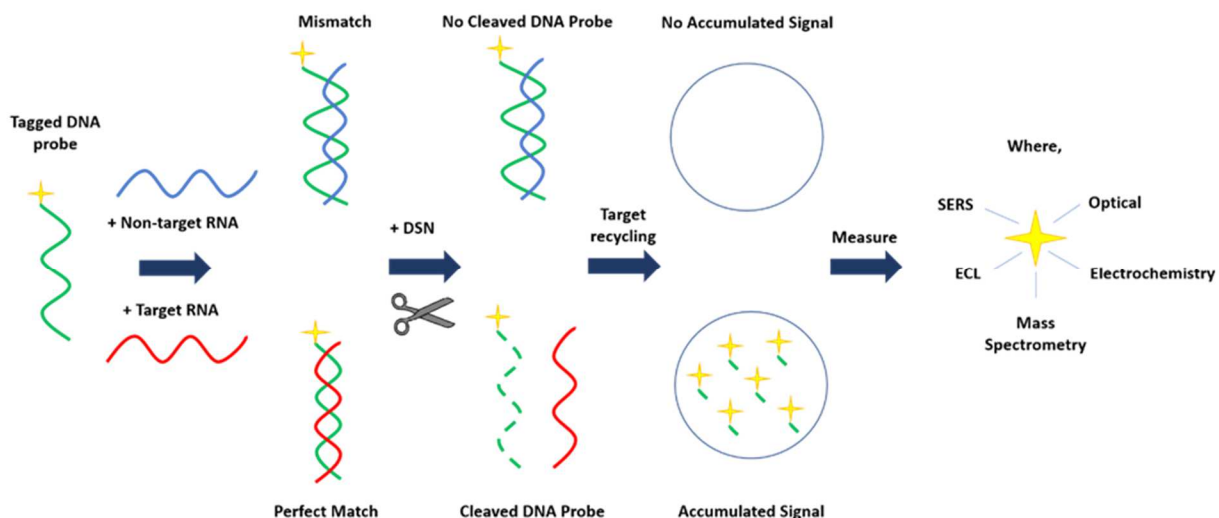 Mismatch
No Cleaved DNA Probe
No Accumulated Signal
Tagged DNA
probe
+ Non-target RNA
+ Target RNA
+ DSN
Target
recycling
Measure
Where,
SERS
Optical
ECL
Electrochemistry
Mass
Spectrometry
Perfect Match
Cleaved DNA Probe
Accumulated Signal